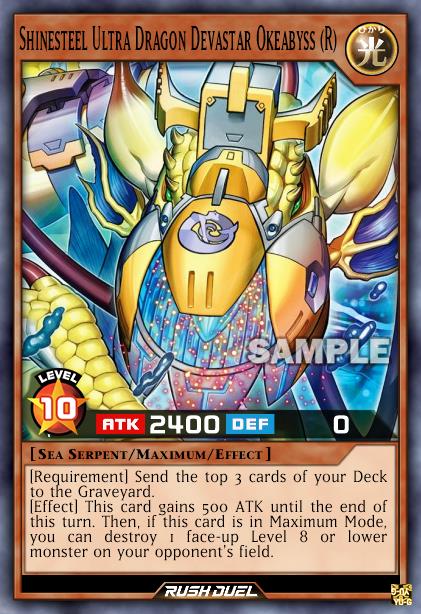 Shinesteel Ultra Dragon Devastar Okeabyss (R)
ひかり
光
SAMPLE
LEVEL
10
ATK 2400 DEF 0
[Sea Serpent/Maximum/Effect]
[Requirement] Send the top 3 cards of your Deck
to the Graveyard.
[Effect] This card gains 500 ATK until the end of
this turn. Then, if this card is in Maximum Mode,
you can destroy 1 face-up Level 8 or lower
monster on your opponent's field.
RUSH DUEL